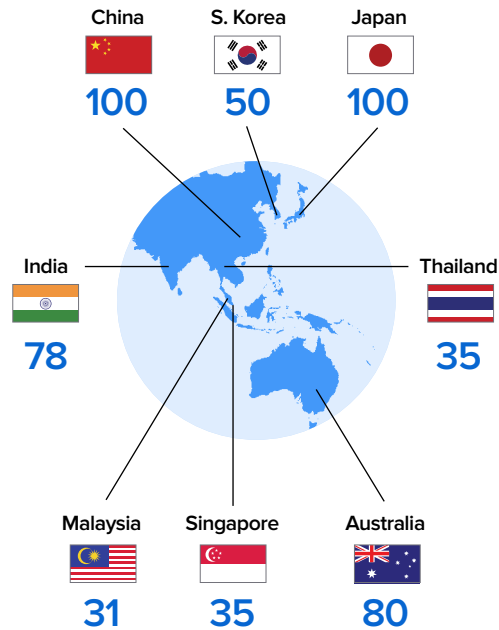 China
S. Korea
Japan
100
50
100
India
Thailand
78
35
Malaysia
Singapore
Australia
31
35
80